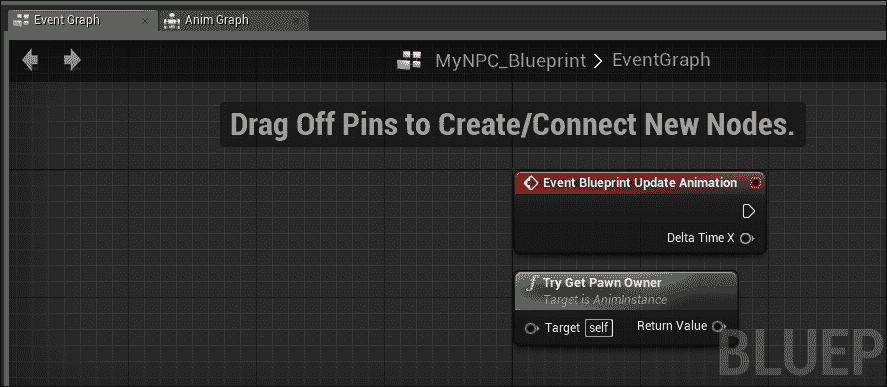 Event Graph
Anim Graph
MyNPC_Blueprint > EventGraph
Drag Off Pins to Create/Connect New Nodes.
Event Blueprint Update Animation
Delta Time X
f Try Get Pawn Owner
Target is AnimInstance
Target self Return Value
BLUEP